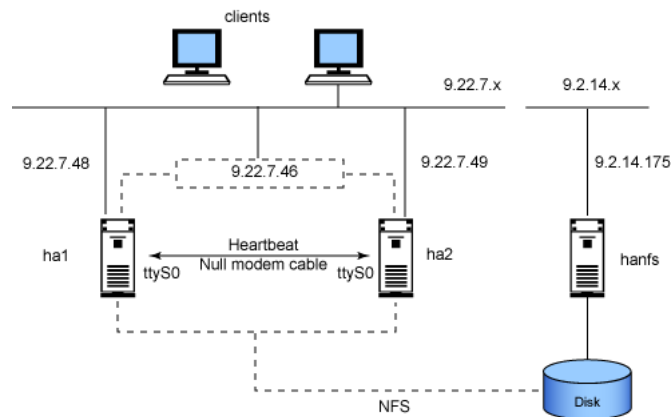 clients
9.22.7.x
9.2.14.x
9.22.7.48
9.22.7.46
9.22.7.49
9.2.14.175
ha1
Heartbeat
Null modem cable
ttyS0
ttyS0
ha2
hanfs
NFS
Disk